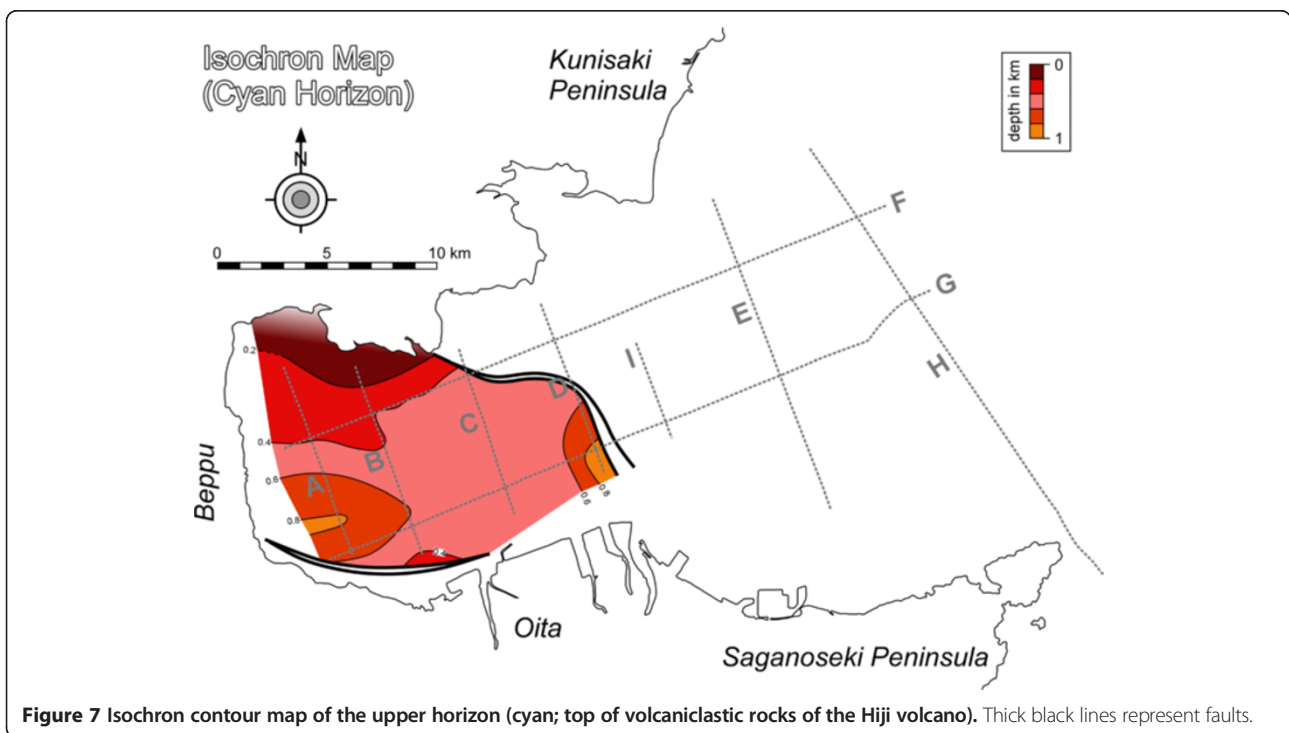 Isochron Map
(Cyan Horizon)
Kunisaki
Peninsula
depth in km
0
1
N
0
5
10 km
F
G
E
I
H
D
C
B
A
0.2
0.4
0.6
0.8
0.4
0.6
0.8
Beppu
Oita
Saganoseki Peninsula
Figure 7 Isochron contour map of the upper horizon (cyan; top of volcaniclastic rocks of the Hiji volcano). Thick black lines represent faults.